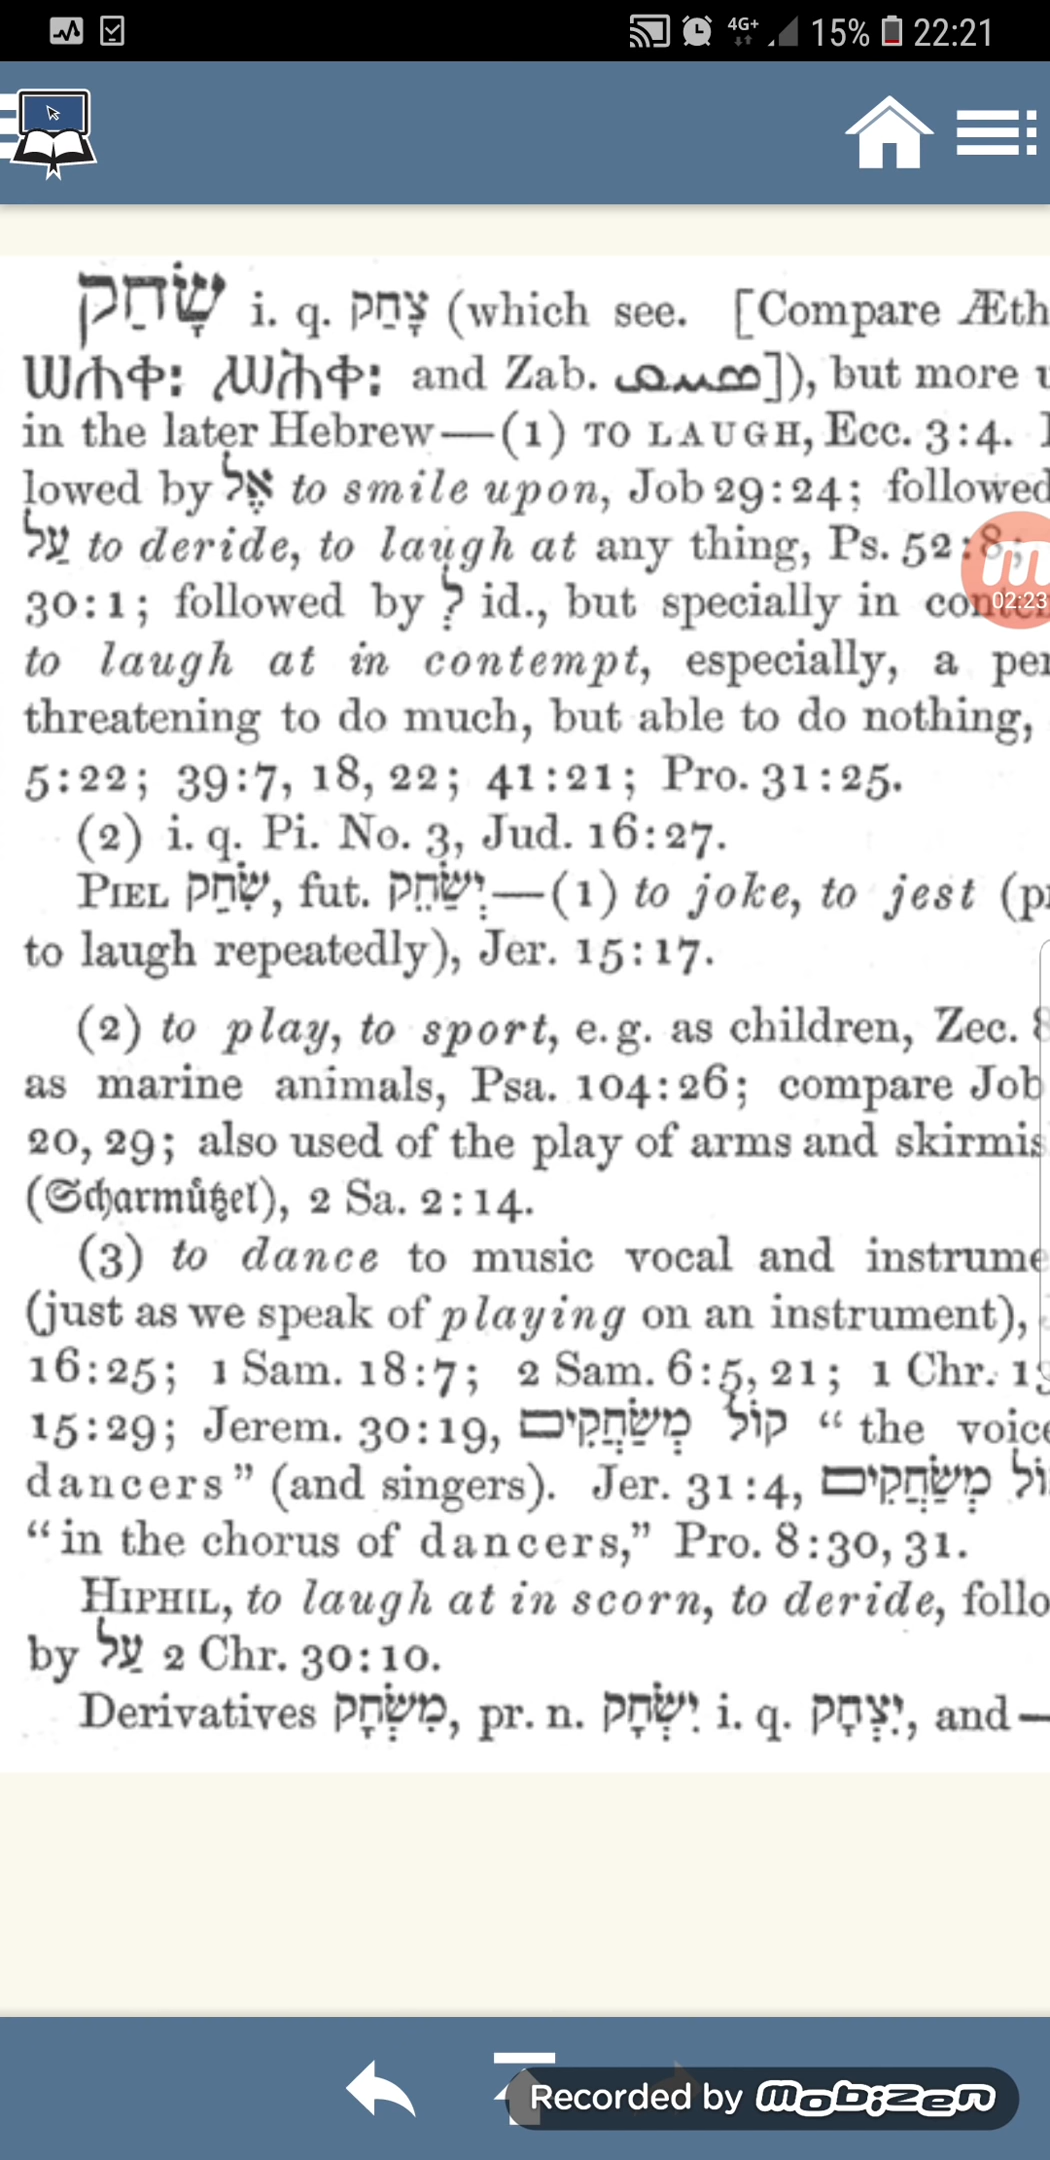 15% 22:21
4G+
שָׂחַק i. q. צָחַק (which see. [Compare Æth
ሠሐቀ: ሥሕቀ: and Zab.]), but more
in the later Hebrew—(1) TO LAUGH, Ecc. 3:4.
lowed by אֶל to smile upon, Job 29:24; followed
עַל to deride, to laugh at any thing, Ps. 52:8;
02:23
30:1; followed by לְ id., but specially in
to laugh at in contempt, especially, a per
threatening to do much, but able to do nothing,
5:22; 39:7, 18, 22; 41:21; Pro. 31:25.
(2) i. q. Pi. No. 3, Jud. 16:27.
PIEL שִׂחַק, fut. יְשַׂחֵק—(1) to joke, to jest (pr
to laugh repeatedly), Jer. 15:17.
(2) to play, to sport, e. g. as children, Zec. 8
as marine animals, Psa. 104:26; compare Job
20, 29; also used of the play of arms and skirmis
(Scharmützel), 2 Sa. 2:14.
(3) to dance to music vocal and instrume
(just as we speak of playing on an instrument),
16:25; 1 Sam. 18:7; 2 Sam. 6:5, 21; 1 Chr. 13
15:29; Jerem. 30:19, קוֹל מְשַׂחֲקִים “the voice
dancers” (and singers). Jer. 31:4, וֹל מְשַׂחֲקִים
“in the chorus of dancers,” Pro. 8:30, 31.
HIPHIL, to laugh at in scorn, to deride, follo
by עַל 2 Chr. 30:10.
Derivatives מִשְׂחָק, pr. n. יִשְׂחָק i. q. יִצְחָק, and—
Recorded by mobizen